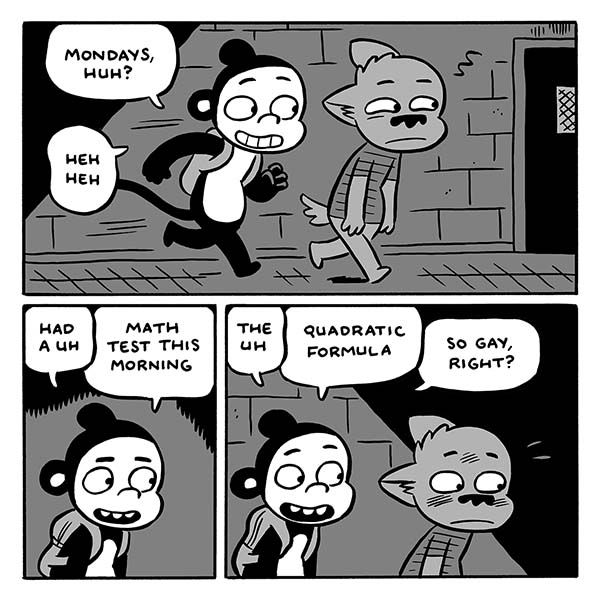 MONDAYS,
HUH?
HEH
HEH
HAD
A UH
MATH
TEST THIS
MORNING
THE
UH
QUADRATIC
FORMULA
SO GAY,
RIGHT?